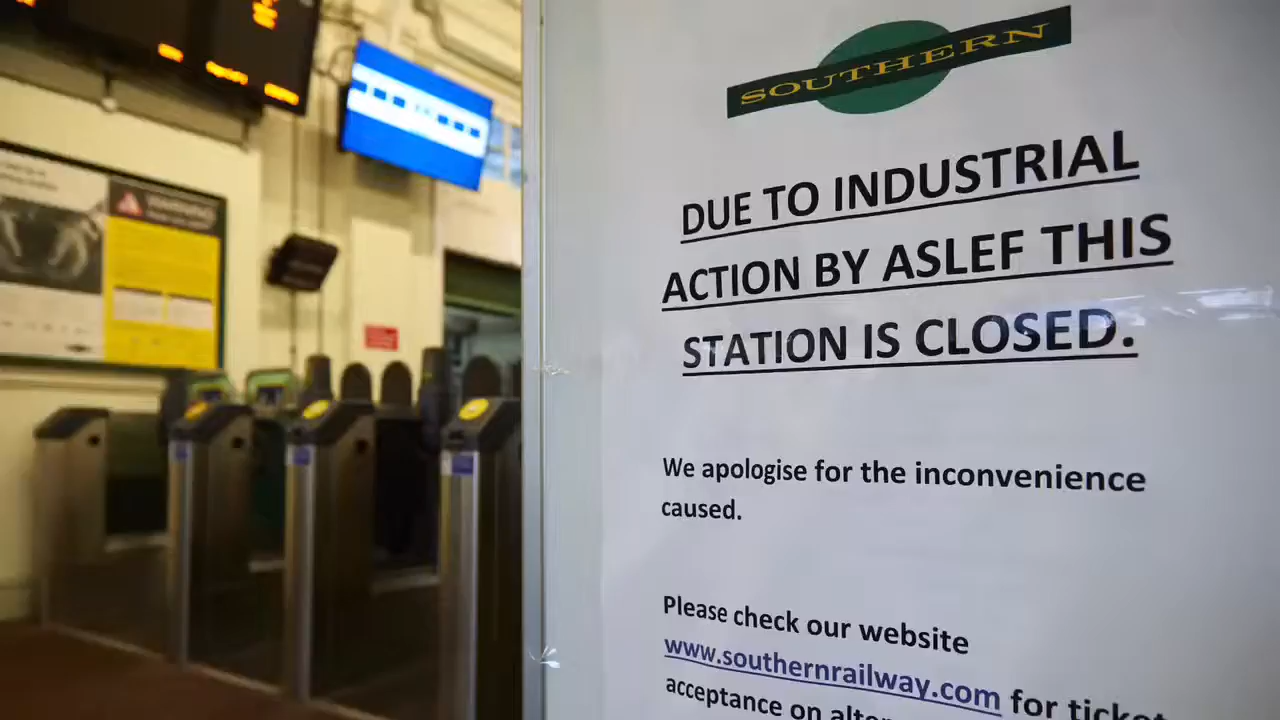 SOUTHERN
DUE TO INDUSTRIAL
ACTION BY ASLEF THIS
STATION IS CLOSED.
We apologise for the inconvenience
caused.
Please check our website
www.southernrailway.com for ticket
acceptance on
WARNING